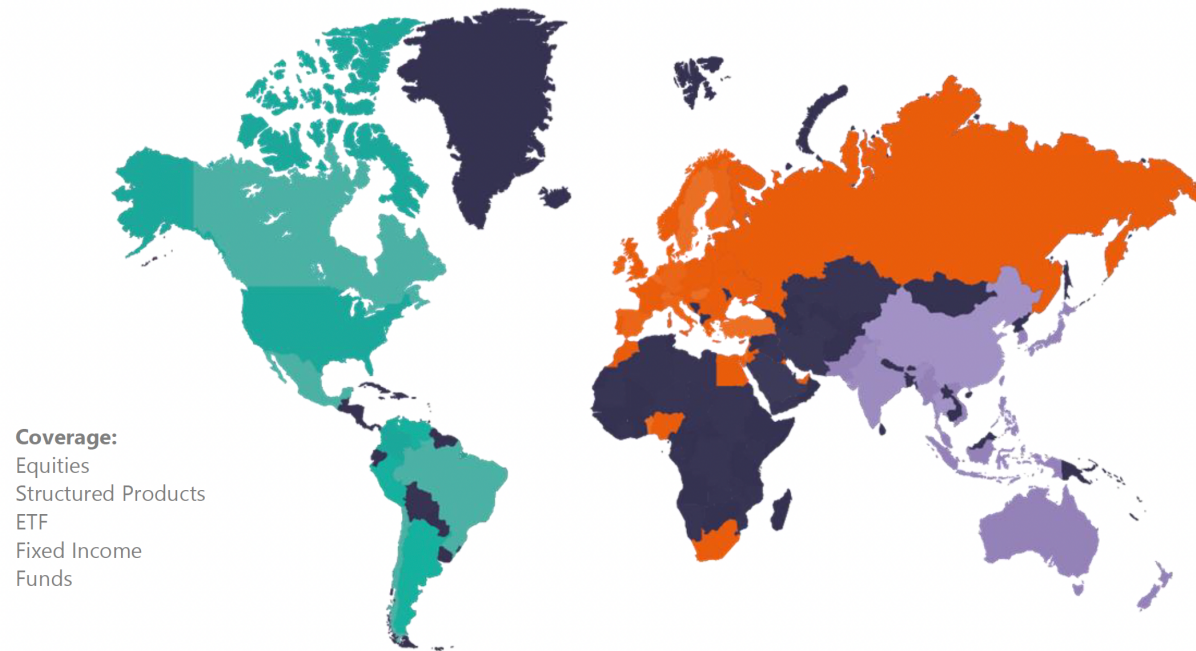 Coverage:
Equities
Structured Products
ETF
Fixed Income
Funds